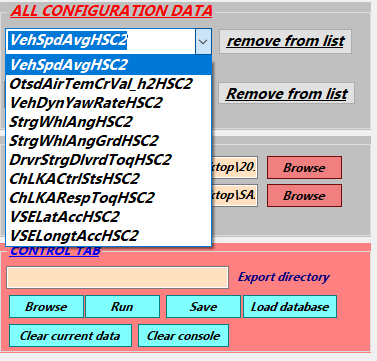 ALL CONFIGURATION DATA
VehSpdAvgHSC2 remove from list
VehSpdAvgHSC2
OtsdAirTemCrVal_h2HSC2
VehDynYawRateHSC2 Remove from list
StrgWhlAngHSC2
StrgWhlAngGrdHSC2
DrvrStrgDlvrdToqHSC2
ChLKACtrlStsHSC2 ktop\20. Browse
ChLKARespToqHSC2 ktop\SA. Browse
VSELatAccHSC2
VSELongtAccHSC2
CONTROL TAB
Export directory
Browse Run Save Load database
Clear current data Clear console